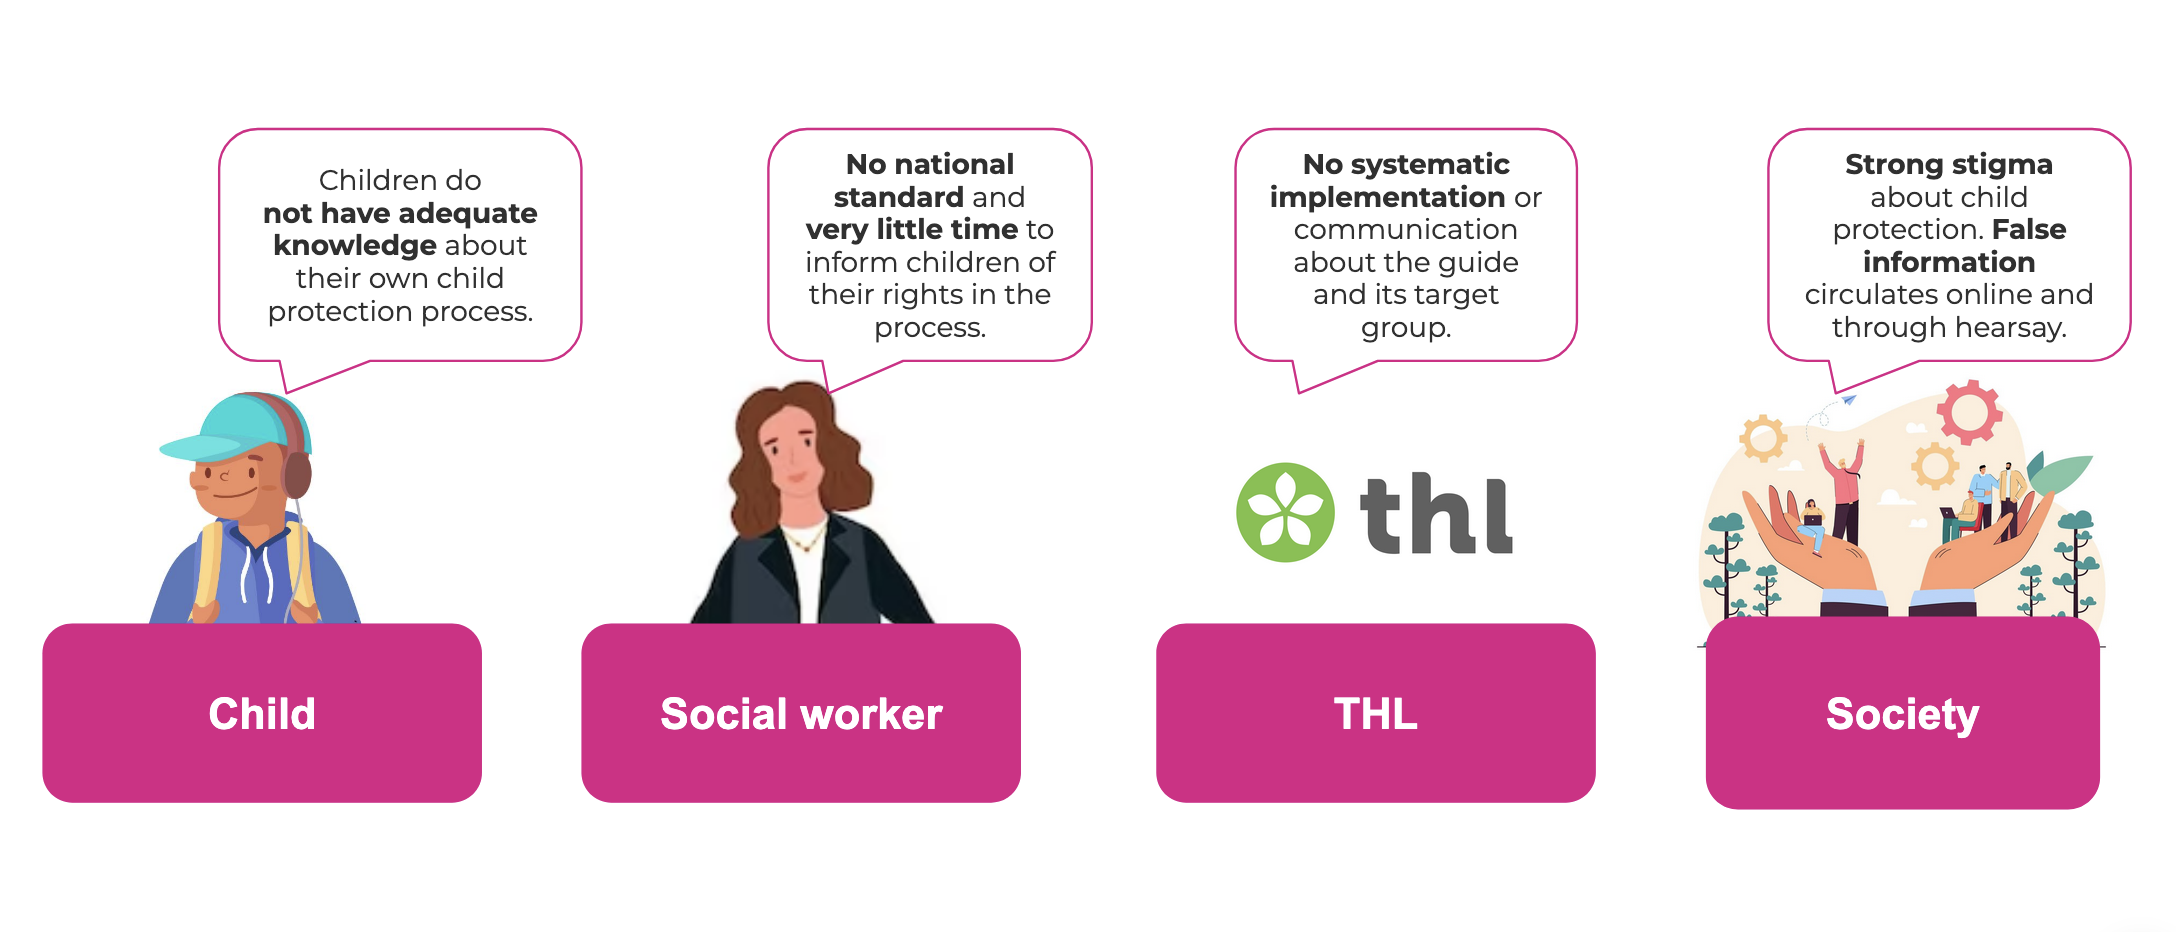 Children do
not have adequate
knowledge about
their own child
protection process.
No national
standard and
very little time to
inform children of
their rights in the
process.
No systematic
implementation or
communication
about the guide
and its target
group.
Strong stigma
about child
protection. False
information
circulates online and
through hearsay.
thl
Child
Social worker
THL
Society